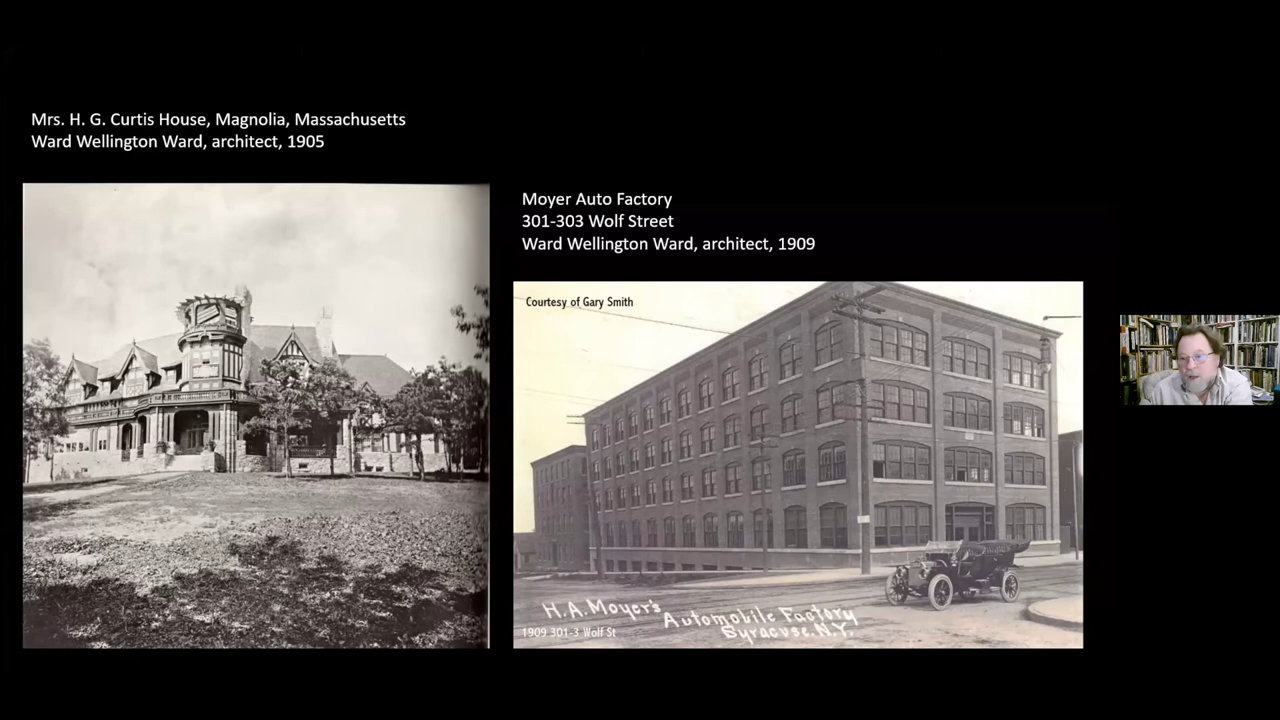 Mrs. H. G. Curtis House, Magnolia, Massachusetts
Ward Wellington Ward, architect, 1905
Moyer Auto Factory
301-303 Wolf Street
Ward Wellington Ward, architect, 1909
Courtesy of Gary Smith
H.A. Moyer's
Automobile Factory
Syracuse. N.Y.
1909 301-3 Wolf St